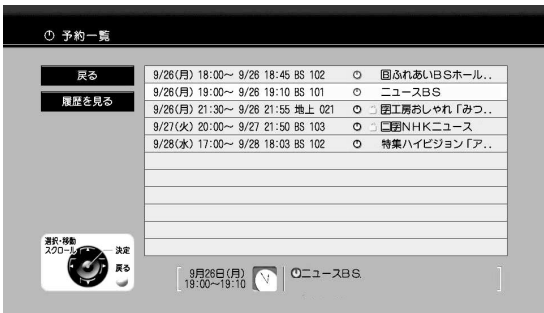 予約一覧
戻る
履歴を見る
9/26(月) 18:00～ 9/26 18:45 BS 102 回ふれあいBSホール..
9/26(月) 19:00～ 9/26 19:10 BS 101 ニュースBS
9/26(月) 21:30～ 9/26 21:55 地上 021 工房おしゃれ「みつ..
9/27(火) 20:00～ 9/27 21:50 BS 103 NHKニュース
9/28(水) 17:00～ 9/28 18:03 BS 102 特集ハイビジョン「ア..
選択・移動
スクロール
決定
戻る
9月26日(月)
19:00～19:10
ニュースBS.